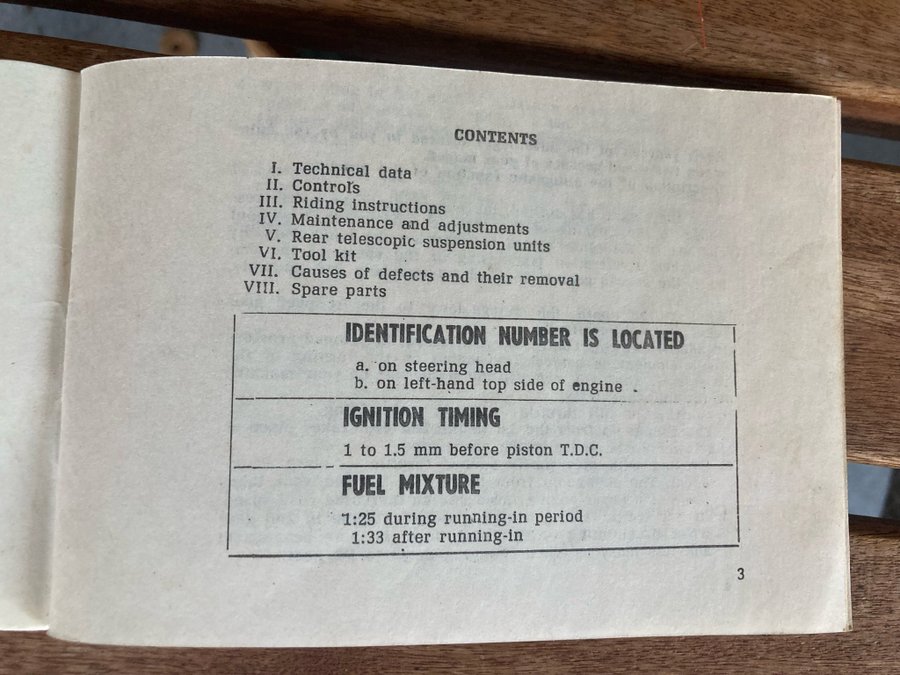 CONTENTS
I. Technical data
II. Controls
III. Riding instructions
IV. Maintenance and adjustments
V. Rear telescopic suspension units
VI. Tool kit
VII. Causes of defects and their removal
VIII. Spare parts
IDENTIFICATION NUMBER IS LOCATED
a. on steering head
b. on left-hand top side of engine .
IGNITION TIMING
1 to 1.5 mm before piston T.D.C.
FUEL MIXTURE
1:25 during running-in period
1:33 after running-in
3